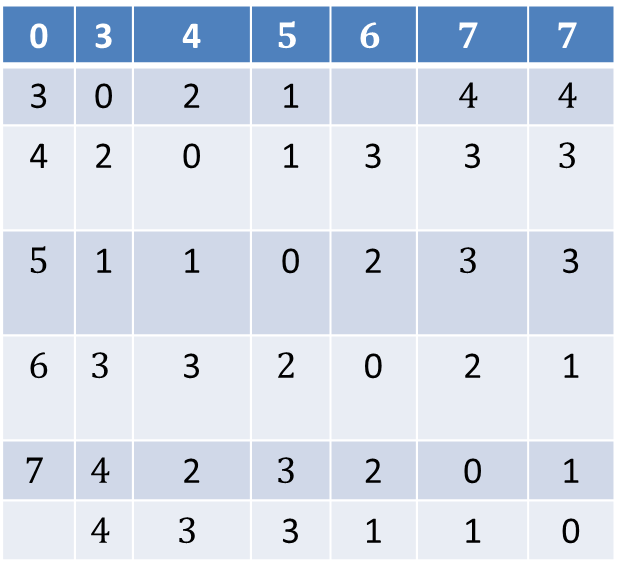 0 3 4 5 6 7 7
3 0 2 1 4 4
4 2 0 1 3 3 3
5 1 1 0 2 3 3
6 3 3 2 0 2 1
7 4 2 3 2 0 1
4 3 3 1 1 0